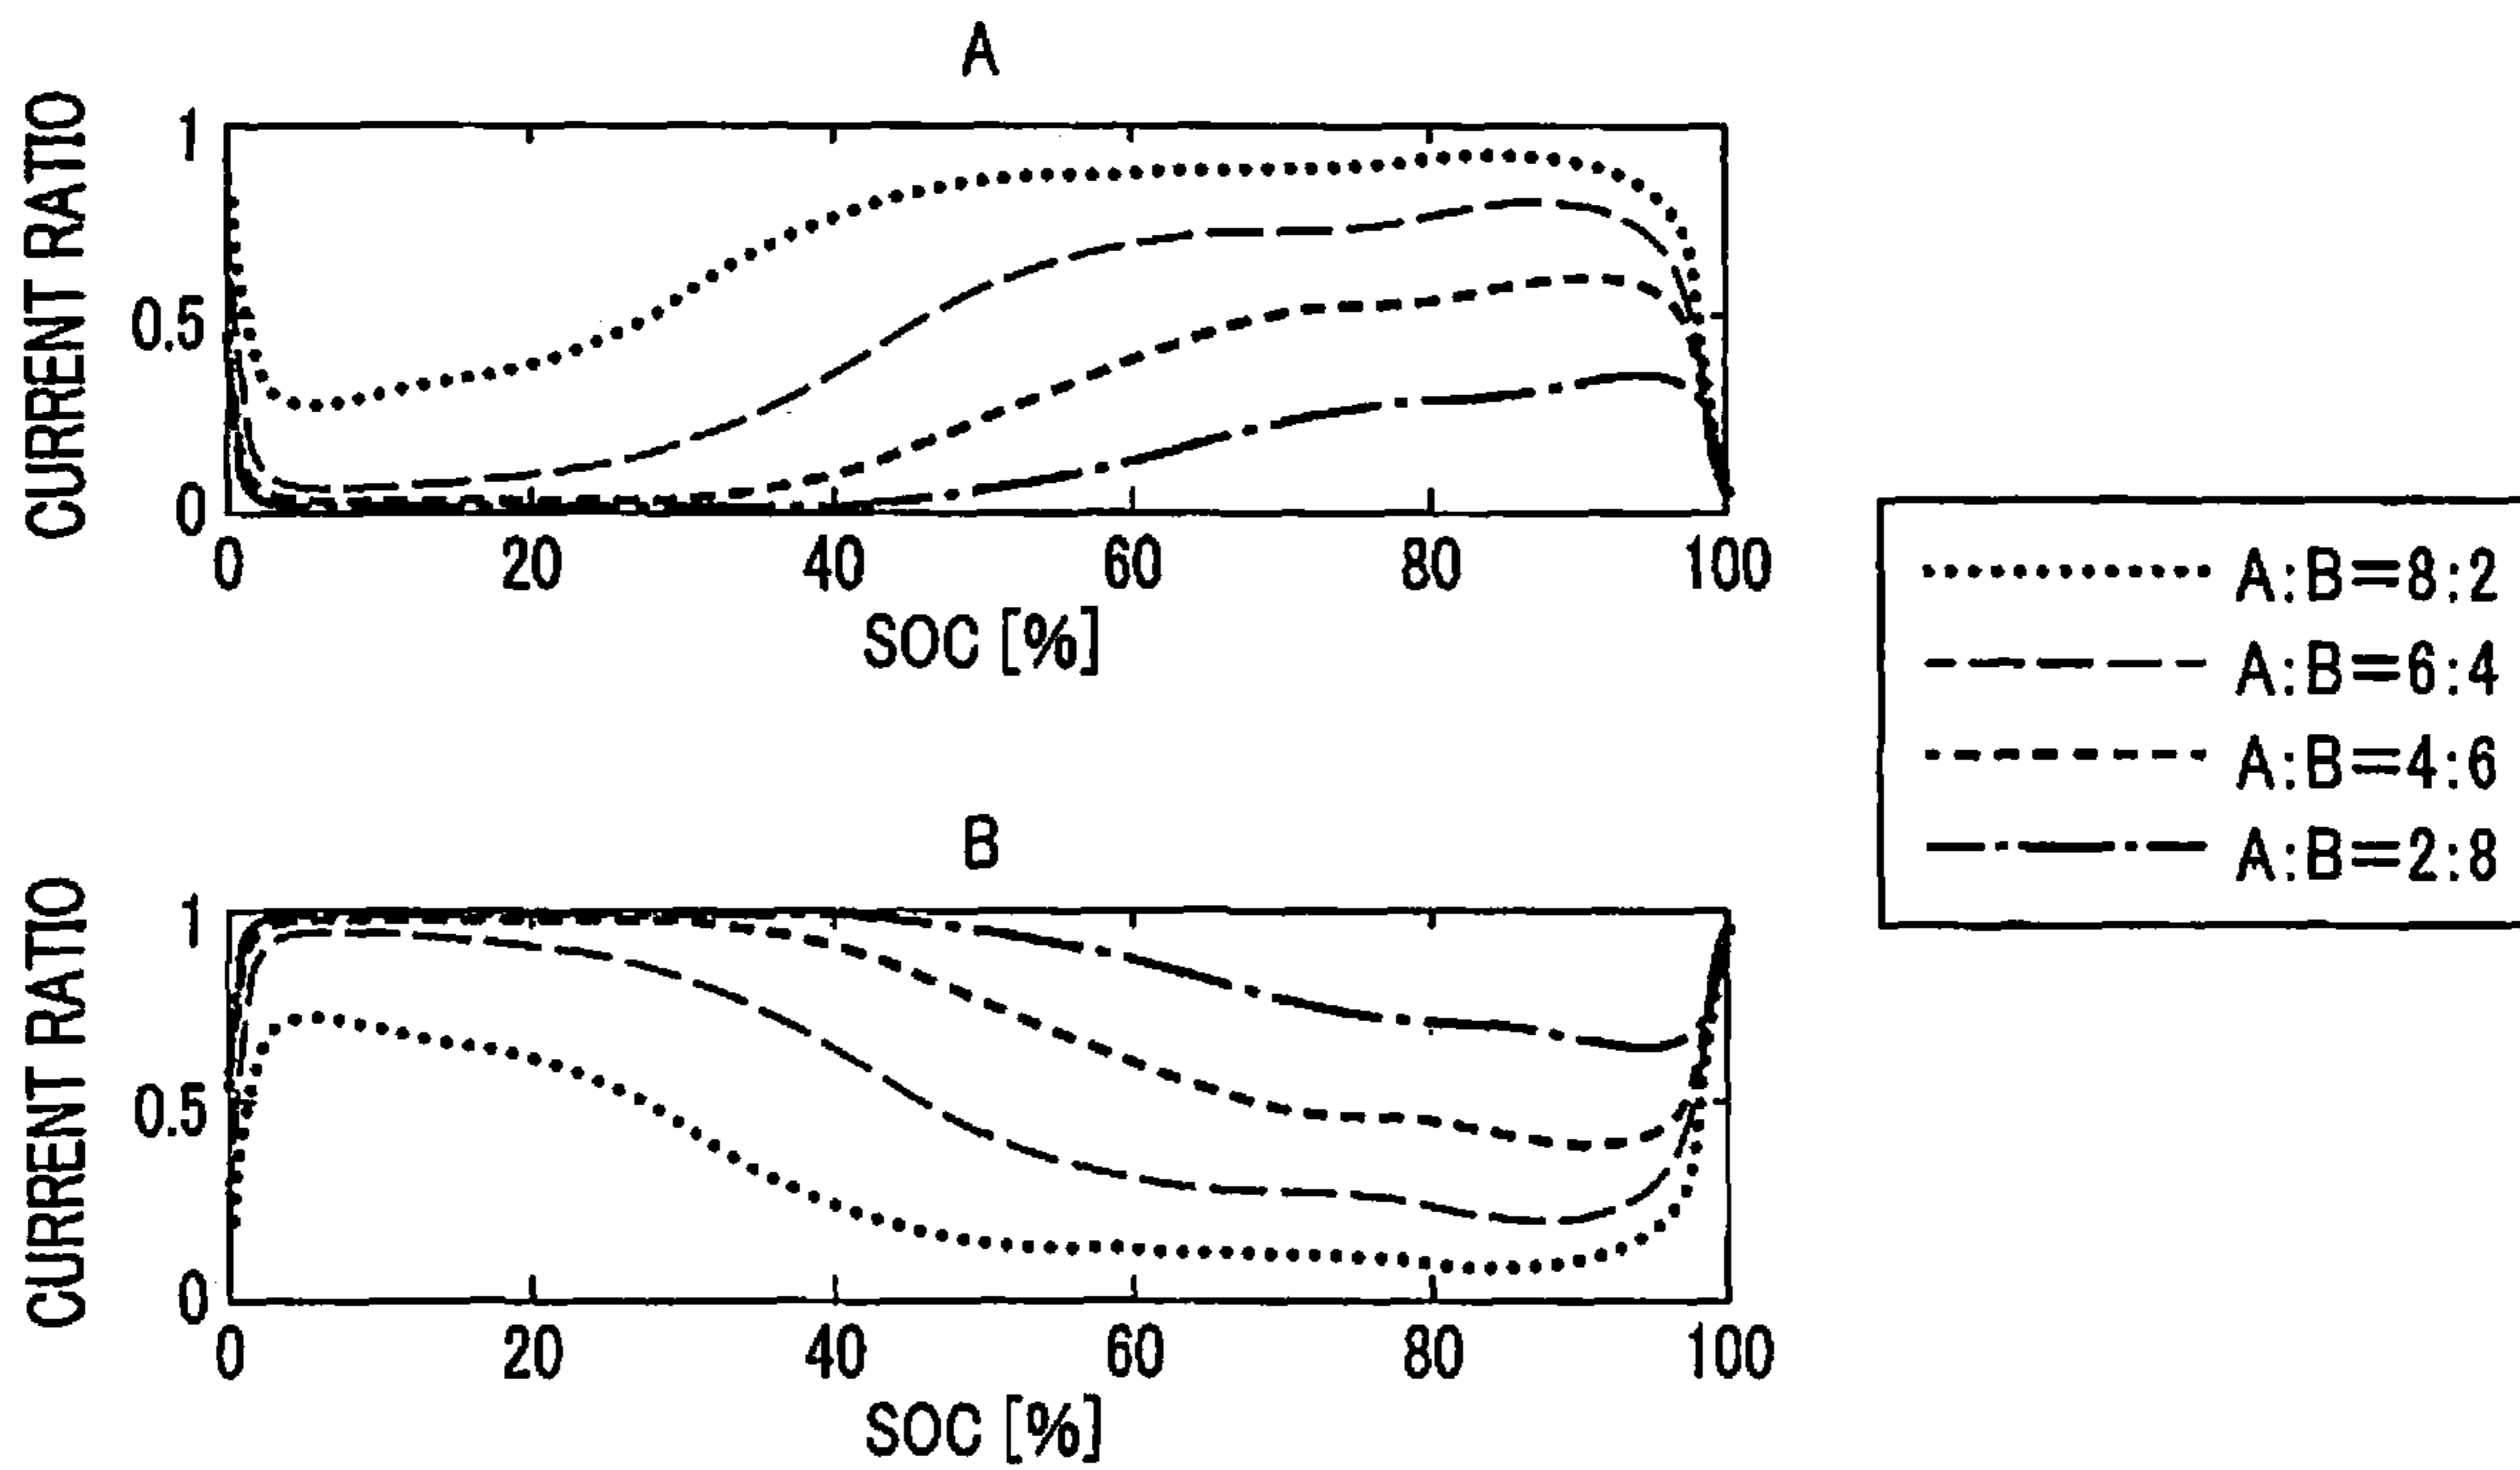 A
CURRENT RATIO
1
0.5
0
0 20 40 60 80 100
SOC [%]
A:B=8:2
A:B=6:4
A:B=4:6
A:B=2:8
B
CURRENT RATIO
1
0.5
0
0 20 40 60 80 100
SOC [%]